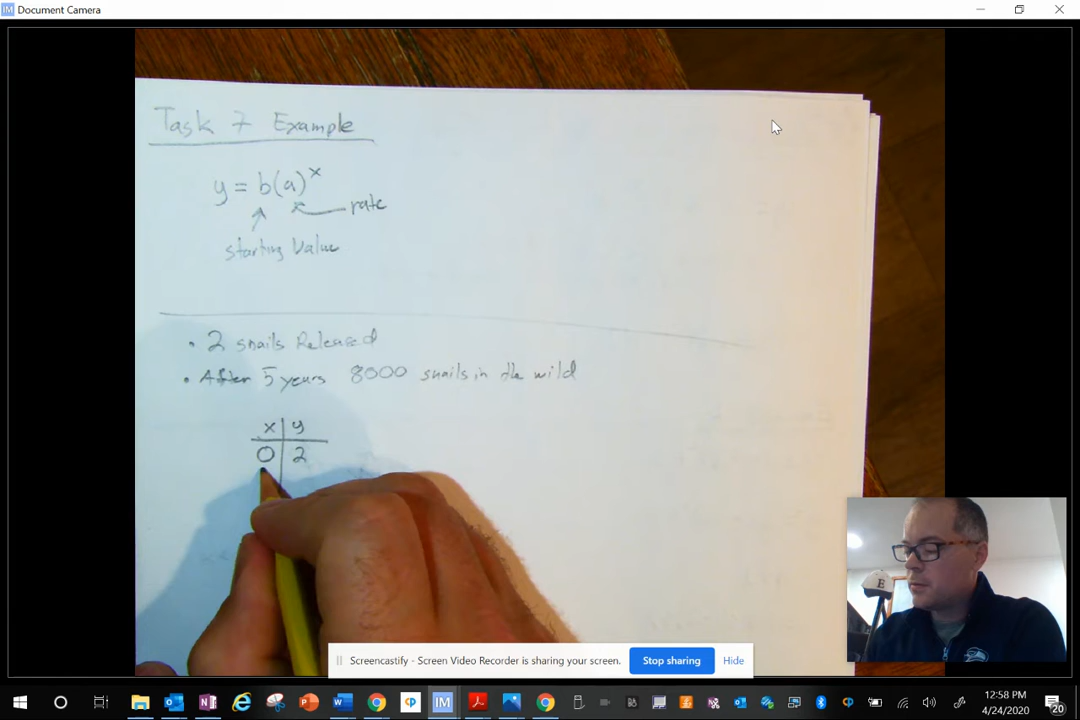 Document Camera
Task 7 Example
y = b(a)^x
rate
starting Value
• 2 snails Released
• After 5 years 8000 snails in the wild
x y
0 2
E
Screencastify - Screen Video Recorder is sharing your screen.
Stop sharing
Hide
12:58 PM
4/24/2020
20